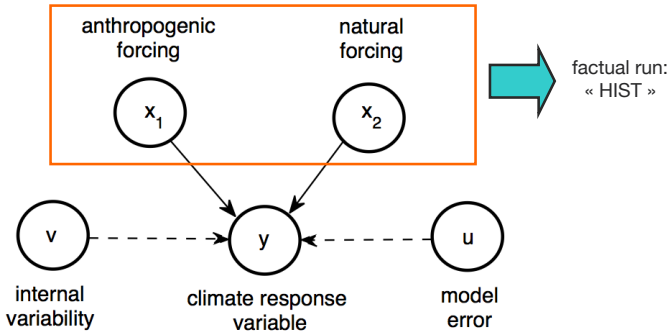 anthropogenic
forcing
natural
forcing
factual run:
« HIST »
x1
x2
v
y
u
internal
variability
climate response
variable
model
error